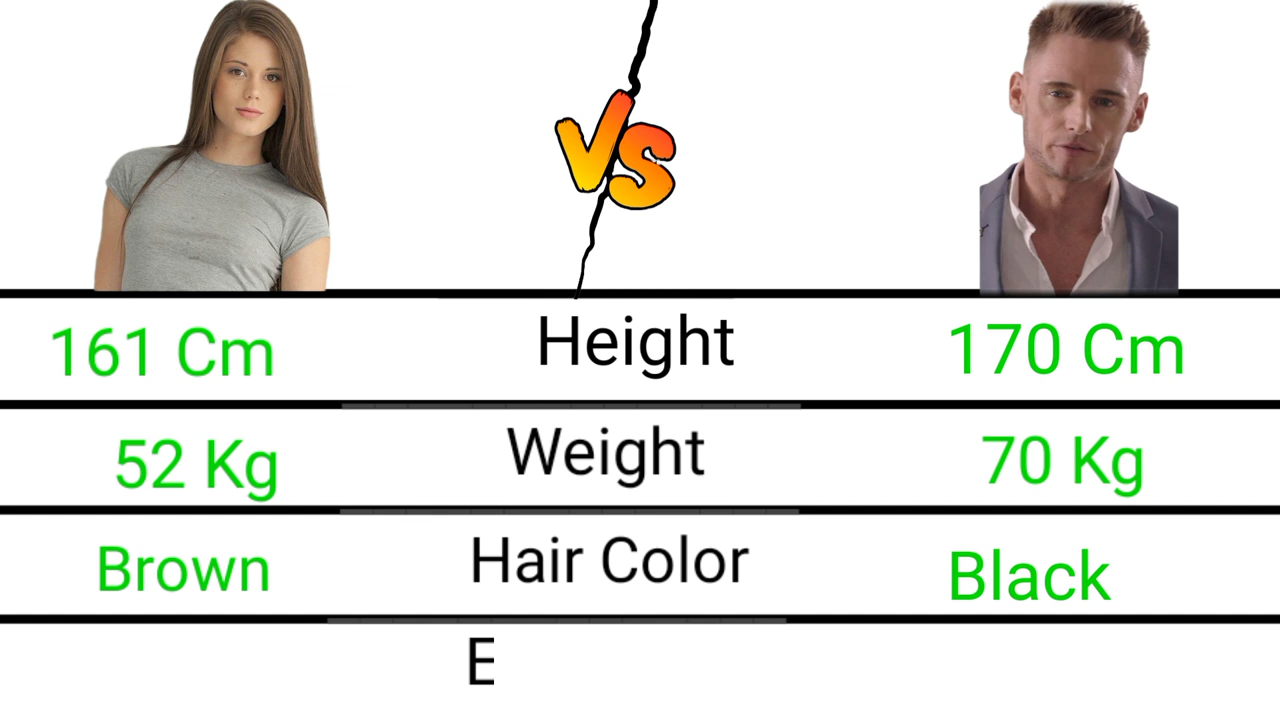 VS
161 Cm Height 170 Cm
52 Kg Weight 70 Kg
Brown Hair Color Black
E